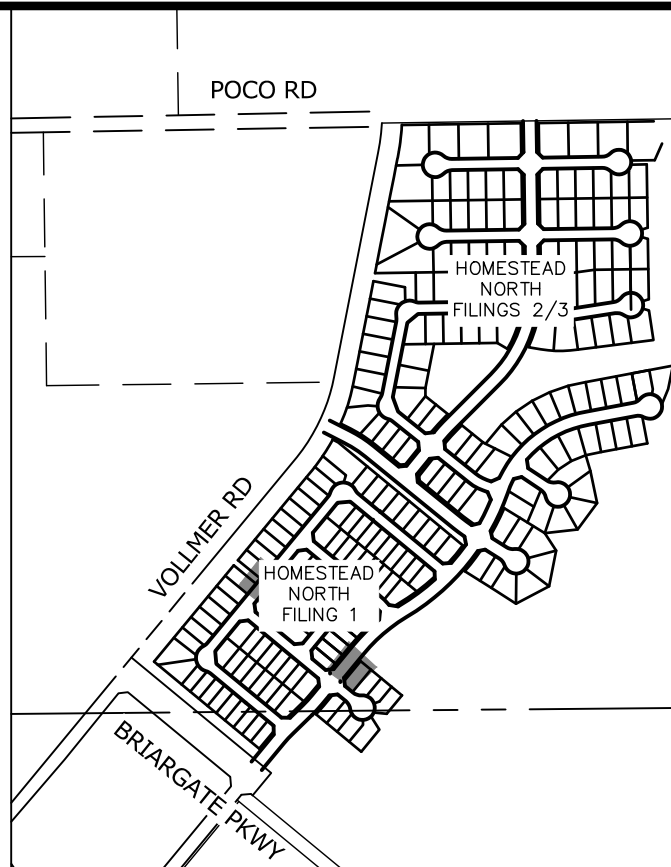 POCO RD
HOMESTEAD
NORTH
FILINGS 2/3
VOLLMER RD
HOMESTEAD
NORTH
FILING 1
BRIARGATE PKWY